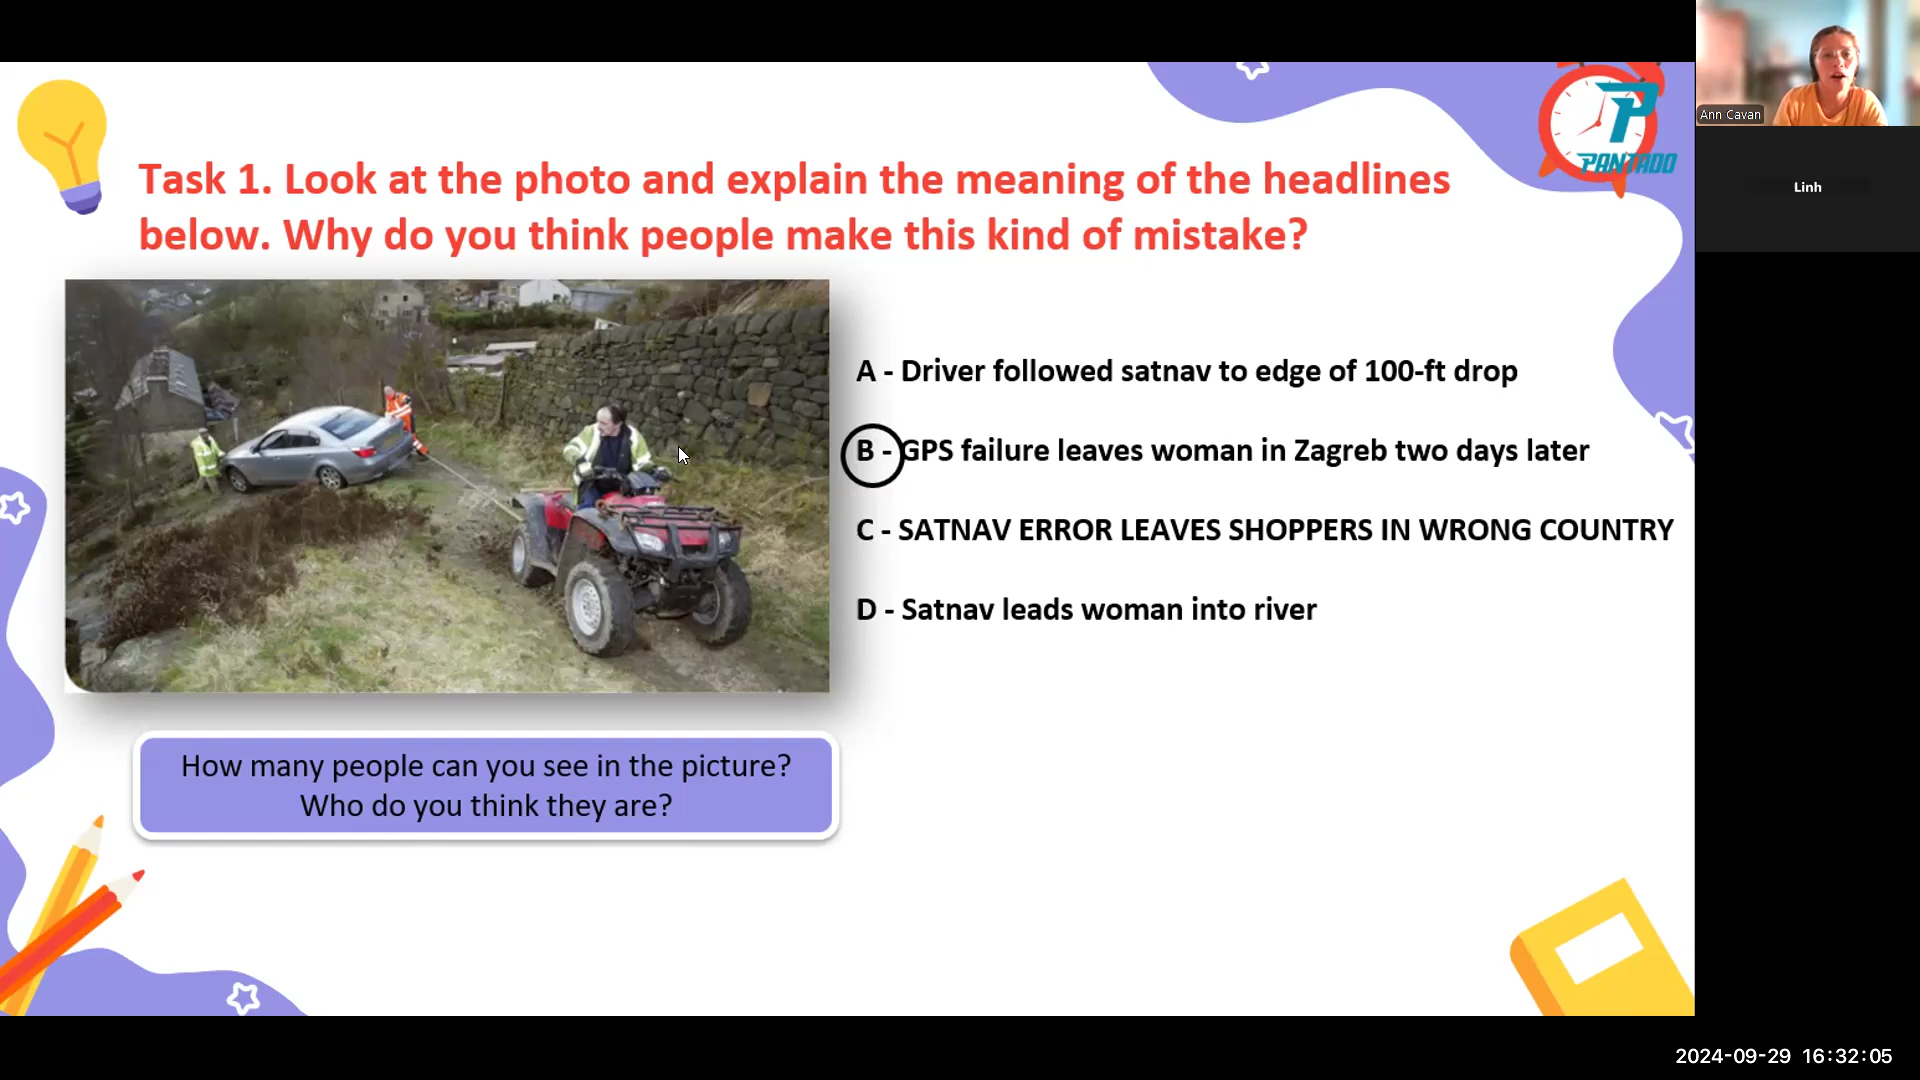 Task 1. Look at the photo and explain the meaning of the headlines
below. Why do you think people make this kind of mistake?
PANTADO
A - Driver followed satnav to edge of 100-ft drop
B - GPS failure leaves woman in Zagreb two days later
C - SATNAV ERROR LEAVES SHOPPERS IN WRONG COUNTRY
D - Satnav leads woman into river
How many people can you see in the picture?
Who do you think they are?
Ann Cavan
Linh
2024-09-29 16:32:05